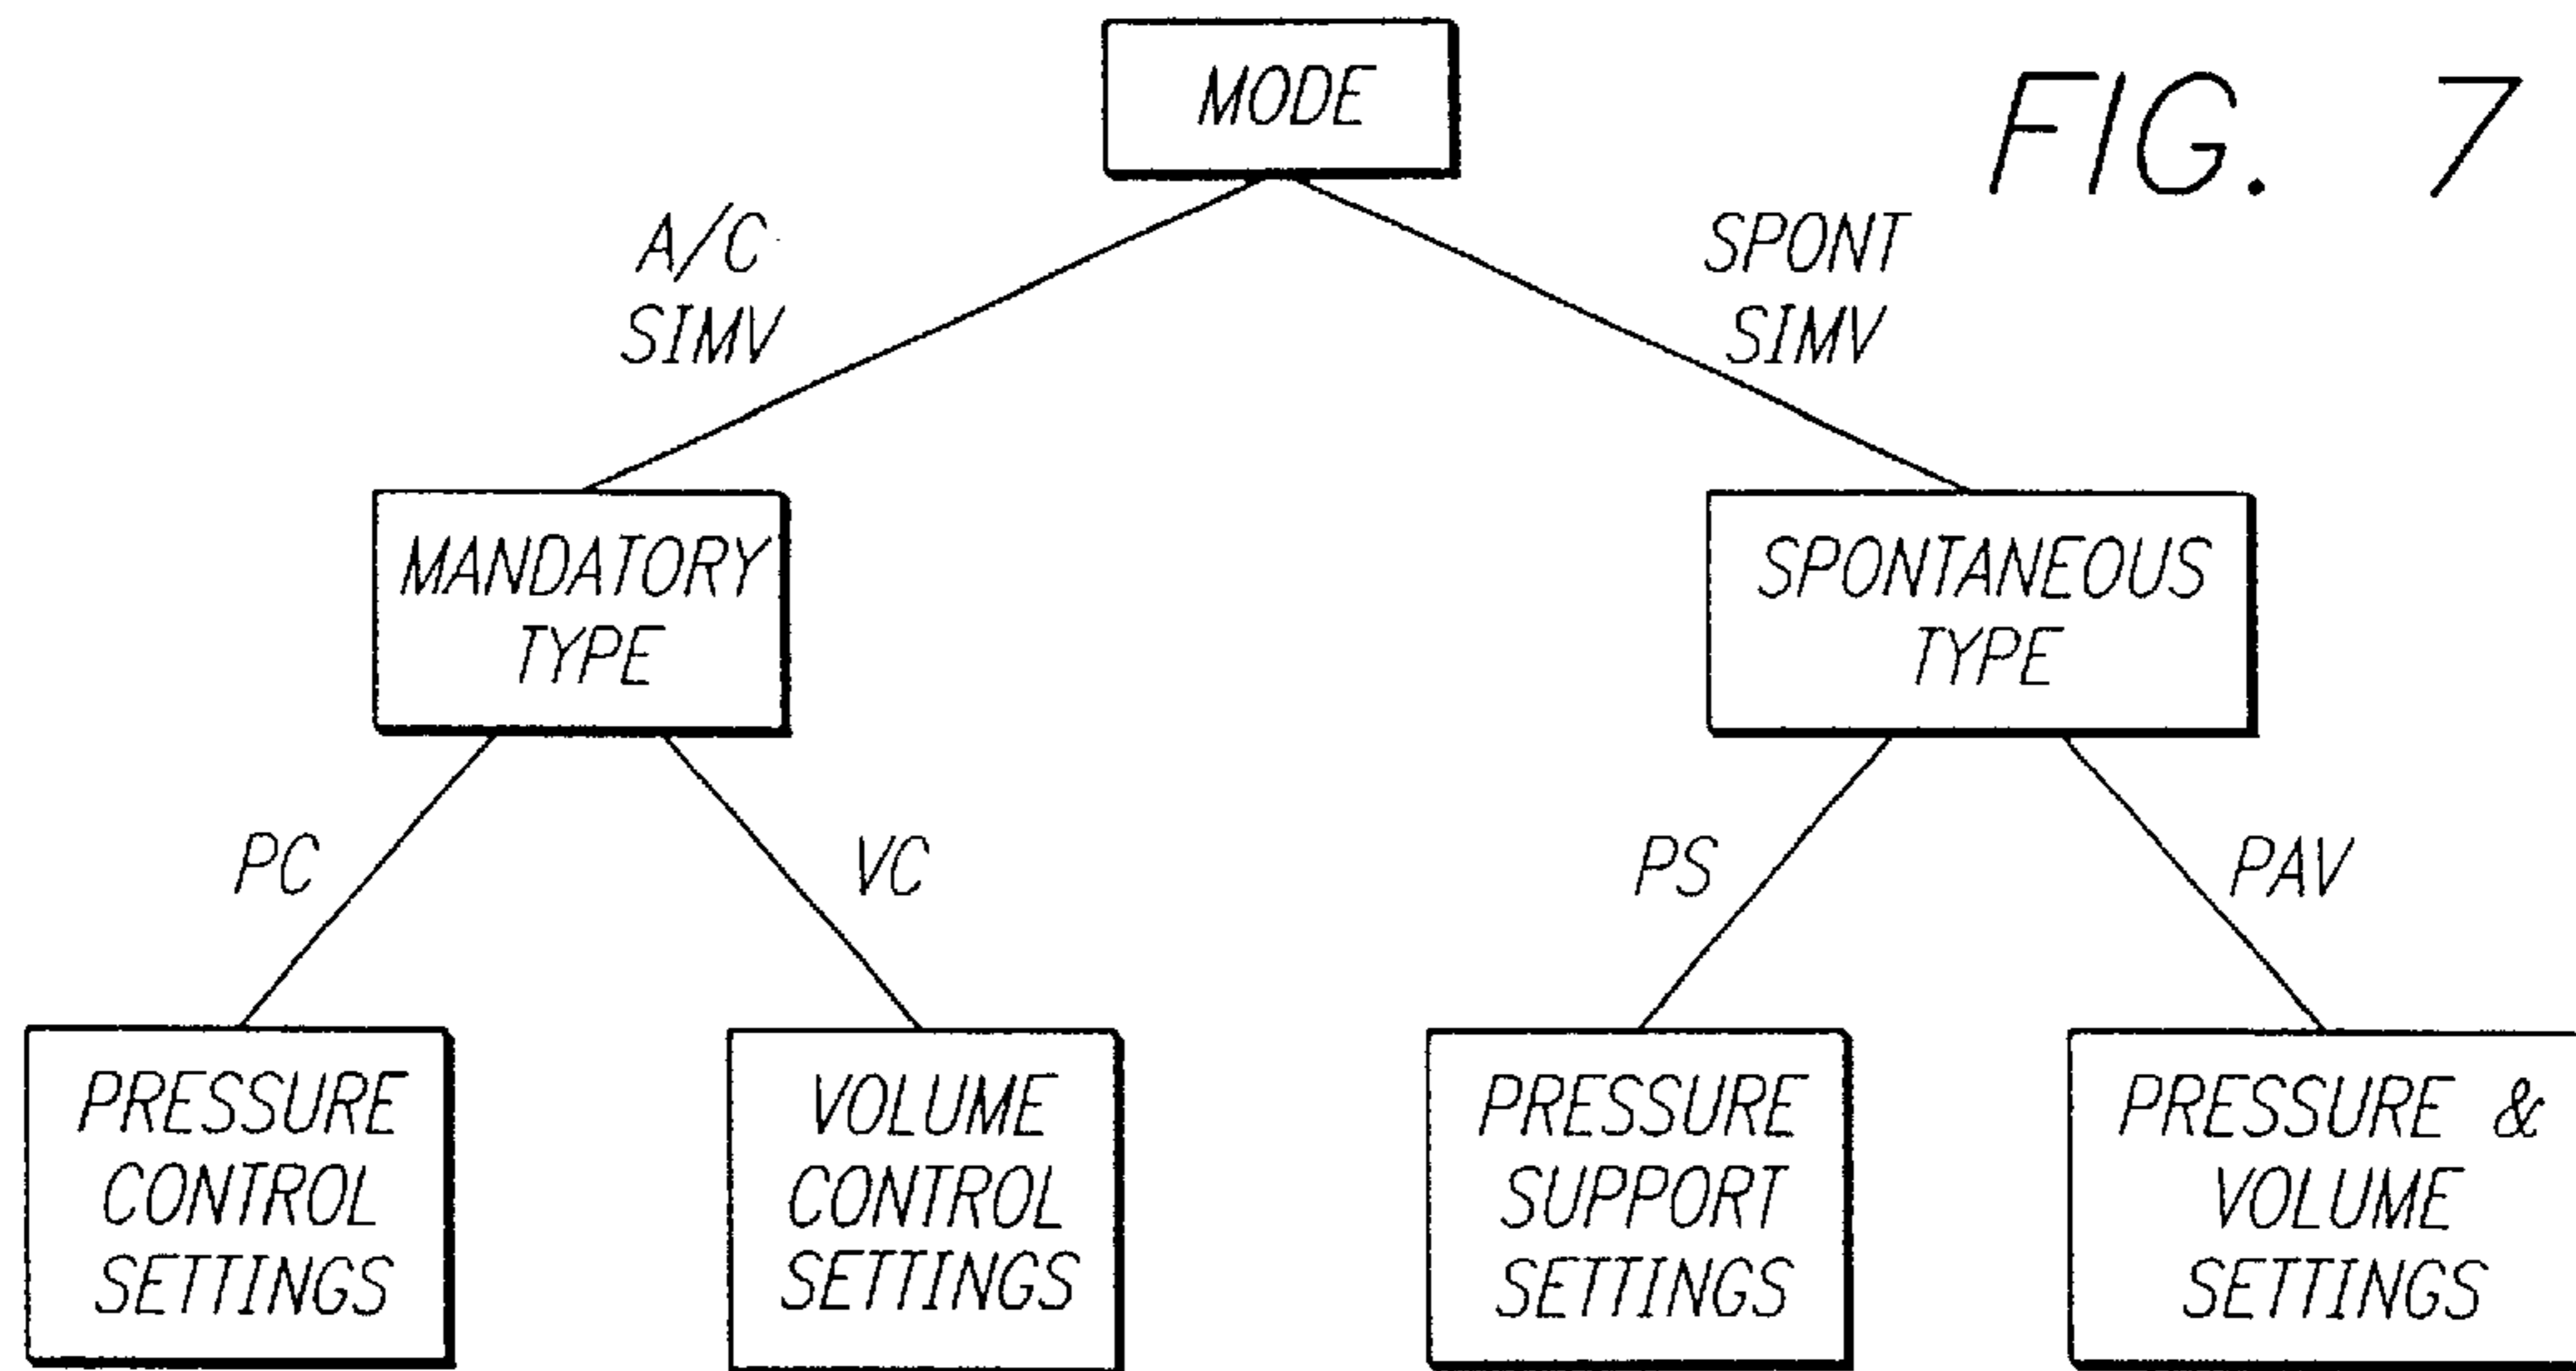 FIG. 7
MODE
A/C
SIMV
SPONT
SIMV
MANDATORY
TYPE
SPONTANEOUS
TYPE
PC
VC
PS
PAV
PRESSURE
CONTROL
SETTINGS
VOLUME
CONTROL
SETTINGS
PRESSURE
SUPPORT
SETTINGS
PRESSURE &
VOLUME
SETTINGS